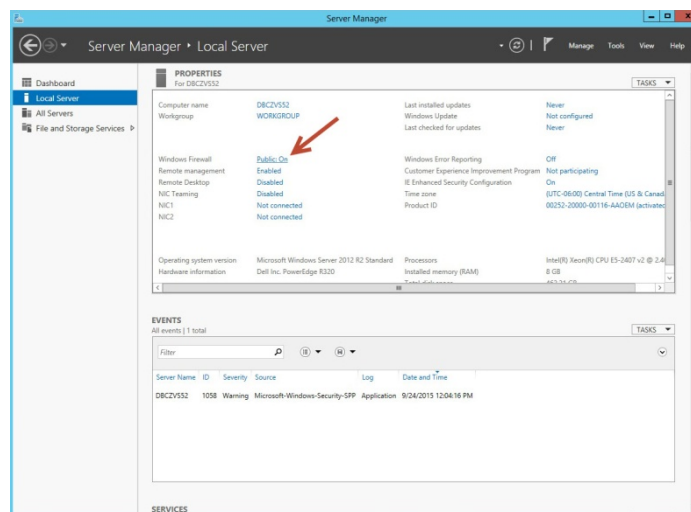 Server Manager
Server Manager • Local Server
Manage Tools View Help
Dashboard
Local Server
All Servers
File and Storage Services
PROPERTIES
For DBCZVS52
TASKS
Computer name DBCZVS52 Last installed updates Never
Workgroup WORKGROUP Windows Update Not configured
Last checked for updates Never
Windows Firewall Public: On Windows Error Reporting Off
Remote management Enabled Customer Experience Improvement Program Not participating
Remote Desktop Disabled IE Enhanced Security Configuration On
NIC Teaming Disabled Time zone (UTC-06:00) Central Time (US & Canad
NIC1 Not connected Product ID 00252-20000-00116-AAOEM (activated
NIC2 Not connected
Operating system version Microsoft Windows Server 2012 R2 Standard Processors Intel(R) Xeon(R) CPU E5-2407 v2 @ 2.4
Hardware information Dell Inc. PowerEdge R320 Installed memory (RAM) 8 GB
EVENTS
All events | 1 total
TASKS
Filter
Server Name ID Severity Source Log Date and Time
DBCZVS52 1058 Warning Microsoft-Windows-Security-SPP Application 9/24/2015 12:04:16 PM
SERVICES